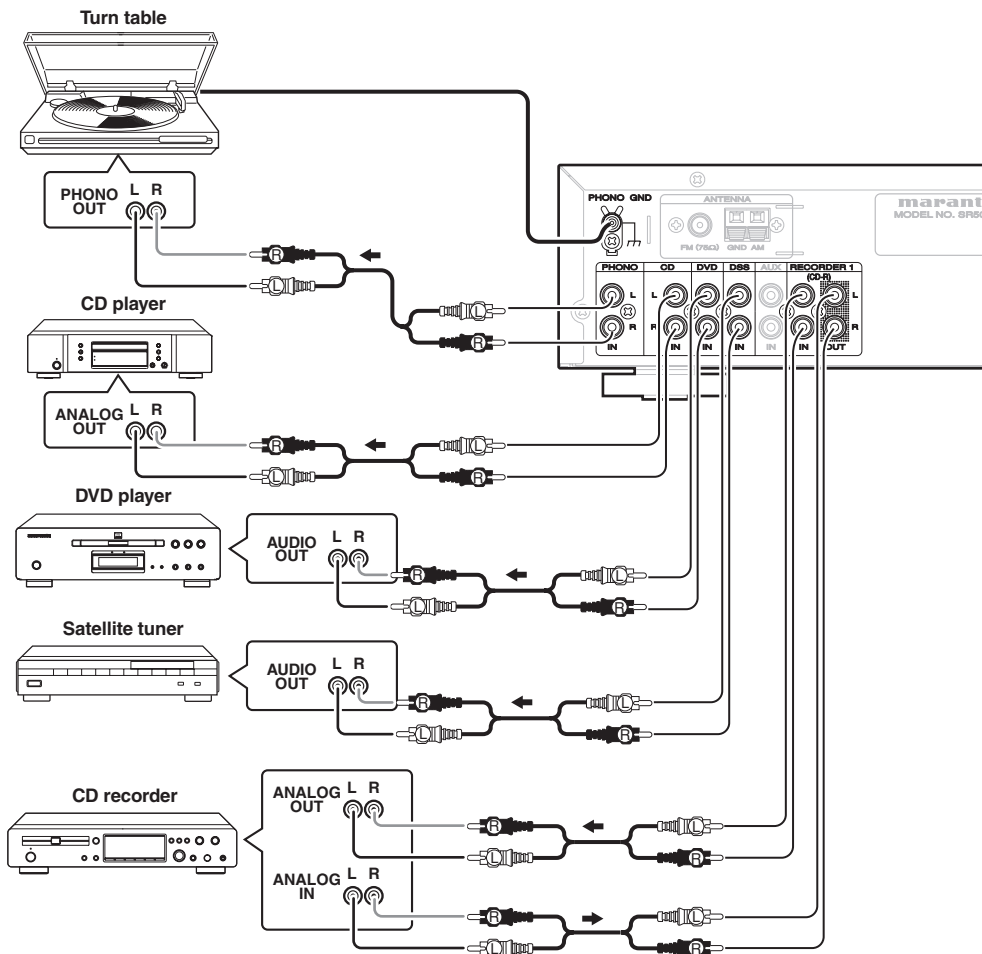 Turn table
PHONO OUT
L R
R
L
L
R
CD player
ANALOG OUT
L R
R
L
L
R
DVD player
AUDIO OUT
L R
R
L
L
R
Satellite tuner
AUDIO OUT
L R
R
L
L
R
CD recorder
ANALOG OUT
L R
R
L
L
R
ANALOG IN
L R
R
L
L
R
PHONO GND
ANTENNA
FM (75Ω) GND AM
marant
MODEL NO. SR50
PHONO CD DVD DSS AUX RECORDER 1
(CD-R)
L L L
R R R
IN IN IN IN IN IN OUT